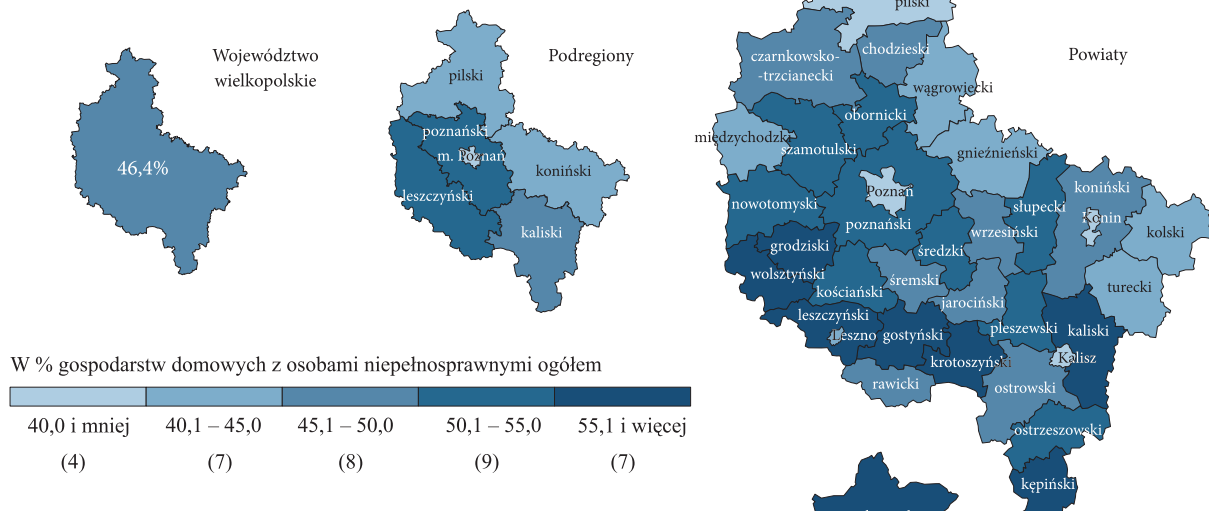 Województwo
wielkopolskie
46,4%
Podregiony
pilski
poznański
m. Poznań
koniński
leszczyński
kaliski
Powiaty
pilski
czarnkowsko-
-trzcianecki
chodzieski
wągrowiecki
obornicki
międzychodzki
szamotulski
gnieźnieński
Poznań
koniński
nowotomyski
słupecki
Konin
poznański
wrzesiński
kolski
grodziski
średzki
wolsztyński
śremski
kościański
turecki
jarociński
leszczyński
Leszno
gostyński
pleszewski
kaliski
krotoszyński
Kalisz
rawicki
ostrowski
ostrzeszowski
kępiński
W % gospodarstw domowych z osobami niepełnosprawnymi ogółem
40,0 i mniej 40,1 – 45,0 45,1 – 50,0 50,1 – 55,0 55,1 i więcej
(4) (7) (8) (9) (7)